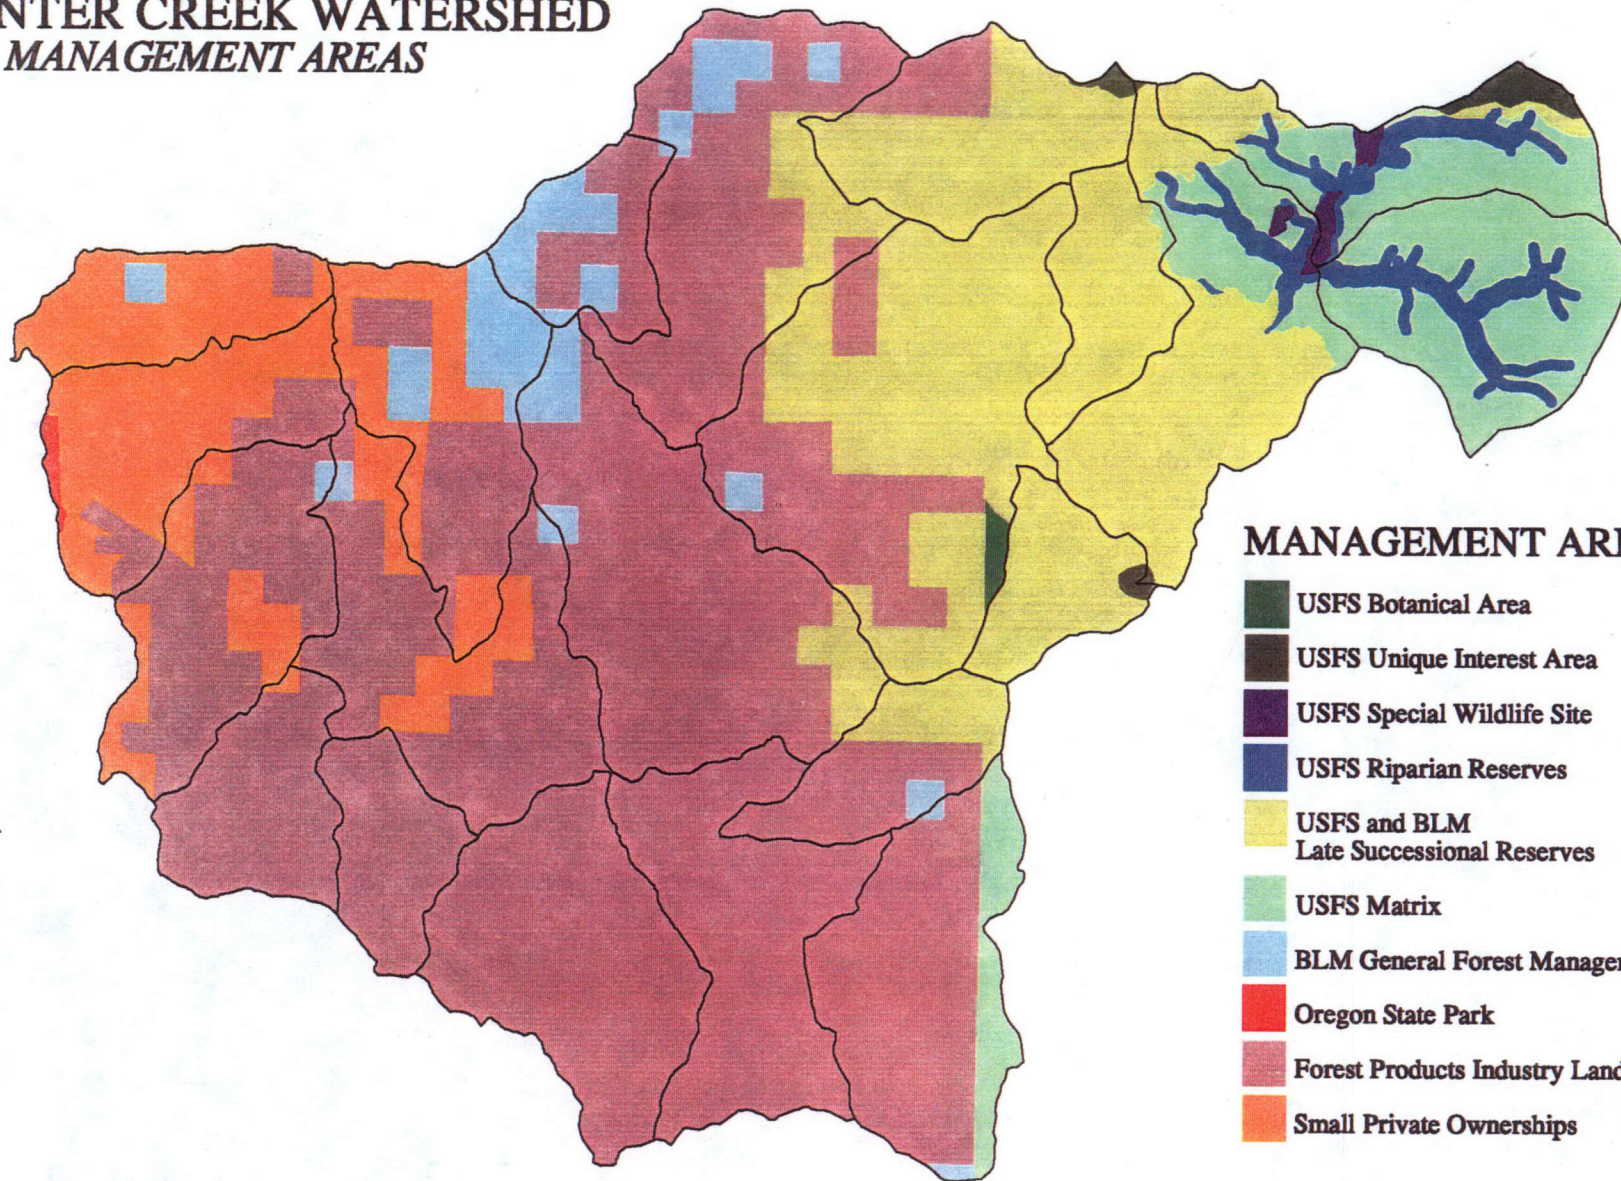 NTER CREEK WATERSHED
MANAGEMENT AREAS
MANAGEMENT ARE
USFS Botanical Area
USFS Unique Interest Area
USFS Special Wildlife Site
USFS Riparian Reserves
USFS and BLM
Late Successional Reserves
USFS Matrix
BLM General Forest Manager
Oregon State Park
Forest Products Industry Land
Small Private Ownerships